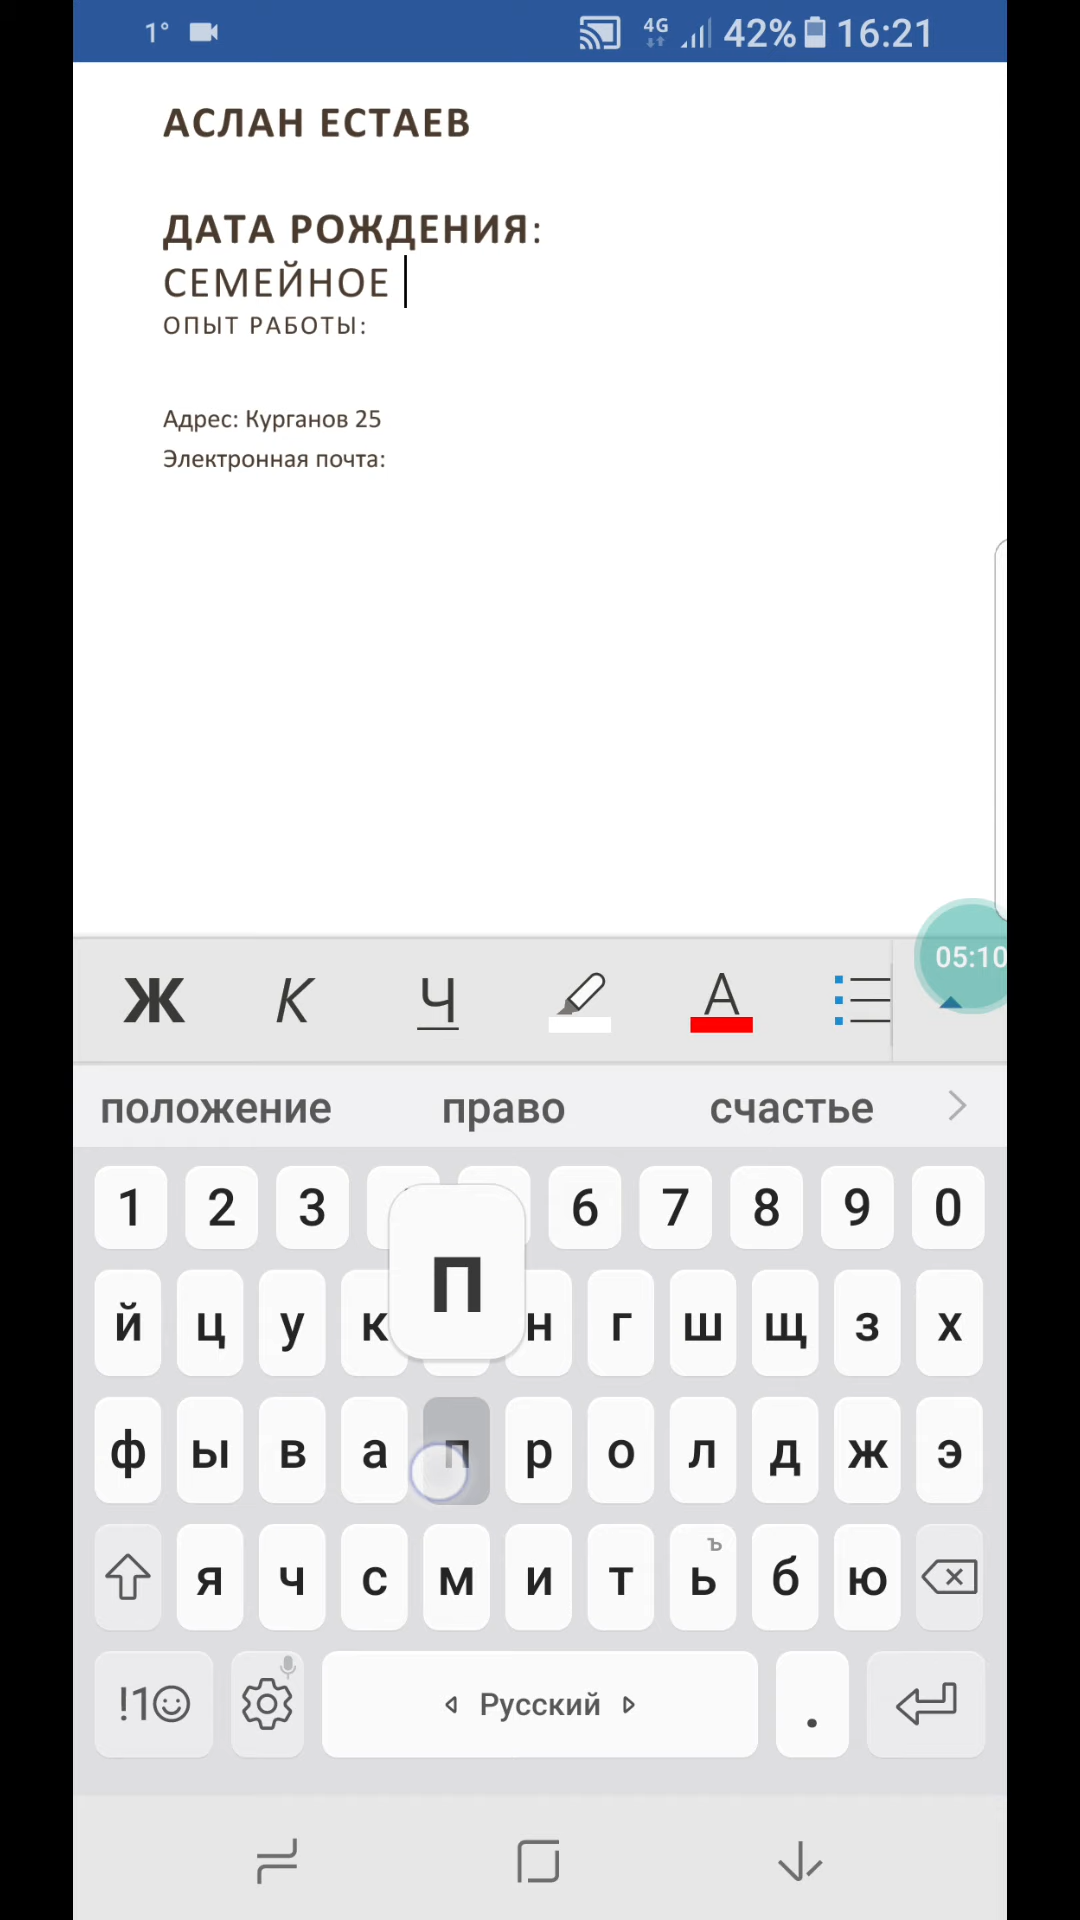 1° 4G 42% 16:21
АСЛАН ЕСТАЕВ
ДАТА РОЖДЕНИЯ:
СЕМЕЙНОЕ
ОПЫТ РАБОТЫ:
Адрес: Курганов 25
Электронная почта:
05:10
Ж К Ч А
положение право счастье
1 2 3 6 7 8 9 0
П
й ц у к н г ш щ з х
ф ы в а п р о л д ж э
ъ
я ч с м и т ь б ю
!1☺ Русский .